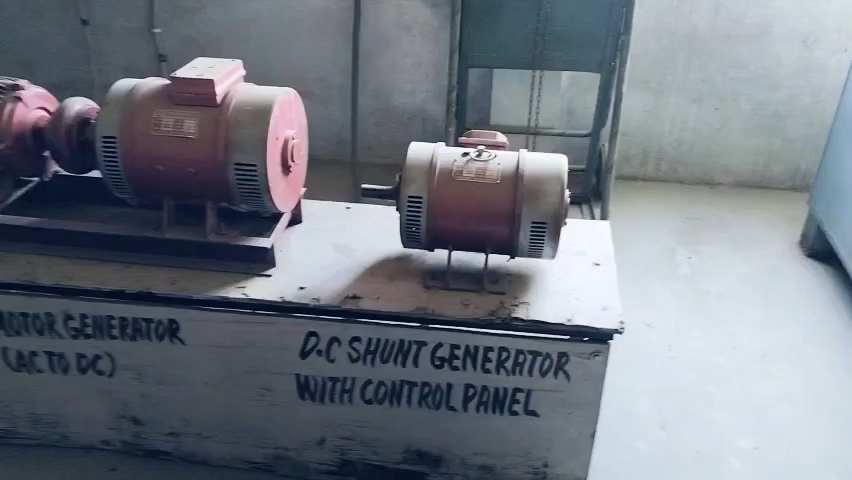 MOTOR GENERATOR
(AC TO DC)
D.C SHUNT GENERATOR
WITH CONTROL PANEL